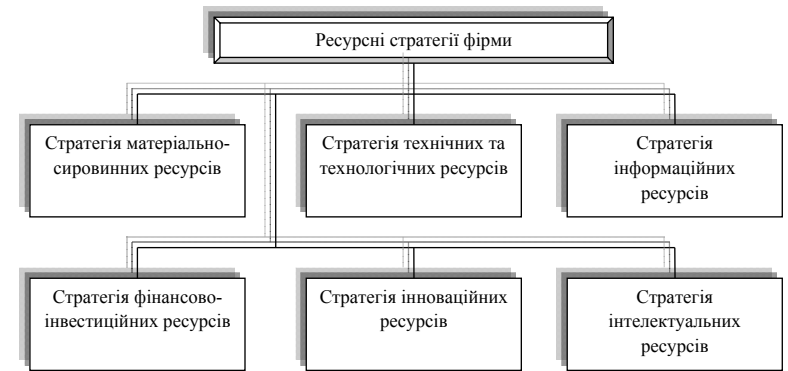 Ресурсні стратегії фірми
Стратегія матеріально-
сировинних ресурсів
Стратегія технічних та
технологічних ресурсів
Стратегія
інформаційних
ресурсів
Стратегія фінансово-
інвестиційних ресурсів
Стратегія інноваційних
ресурсів
Стратегія
інтелектуальних
ресурсів